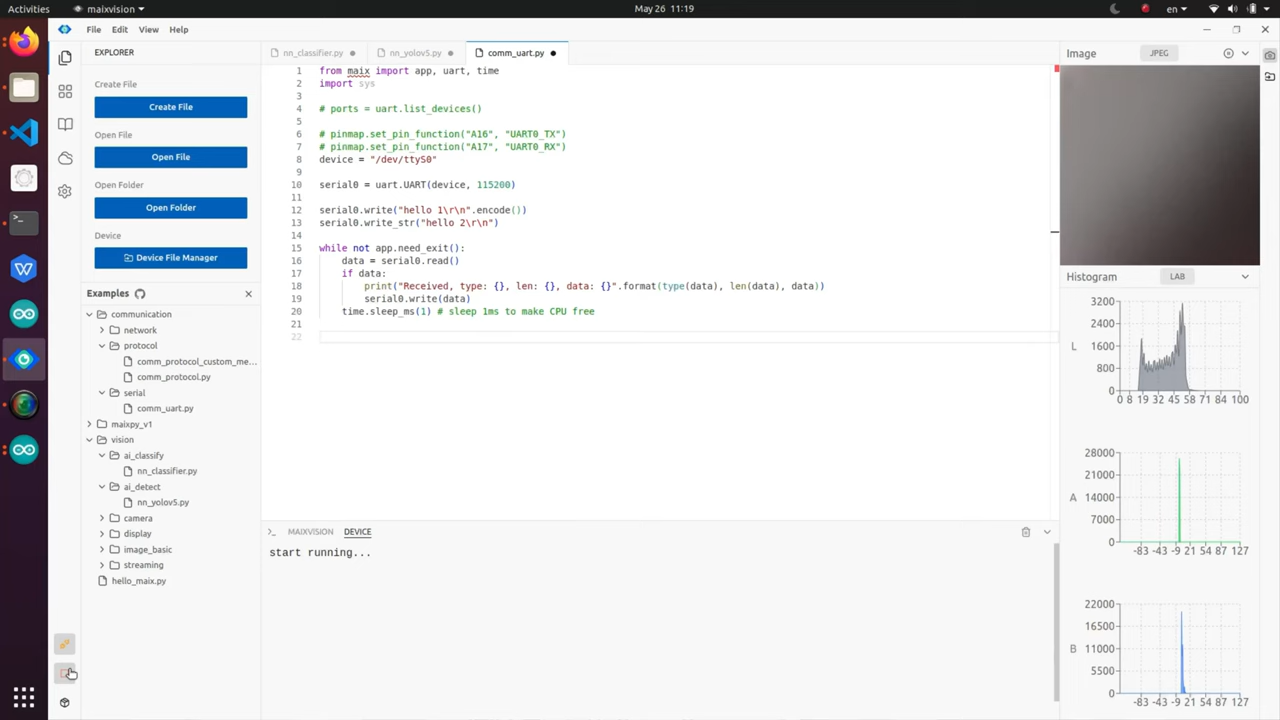 Activities
maixvision
May 26 11:19
en
File
Edit
View
Help
EXPLORER
Create File
Create File
Open File
Open File
Open Folder
Open Folder
Device
Device File Manager
Examples
communication
network
protocol
comm_protocol_custom_me...
comm_protocol.py
serial
comm_uart.py
maixpy_v1
vision
ai_classify
nn_classifier.py
ai_detect
nn_yolov5.py
camera
display
image_basic
streaming
hello_maix.py
nn_classifier.py
nn_yolov5.py
comm_uart.py
1 from maix import app, uart, time
2 import sys
3
4 # ports = uart.list_devices()
5
6 # pinmap.set_pin_function("A16", "UART0_TX")
7 # pinmap.set_pin_function("A17", "UART0_RX")
8 device = "/dev/ttyS0"
9
10 serial0 = uart.UART(device, 115200)
11
12 serial0.write("hello 1\r\n".encode())
13 serial0.write_str("hello 2\r\n")
14
15 while not app.need_exit():
16 data = serial0.read()
17 if data:
18 print("Received, type: {}, len: {}, data: {}".format(type(data), len(data), data))
19 serial0.write(data)
20 time.sleep_ms(1) # sleep 1ms to make CPU free
21
22
MAIXVISION
DEVICE
start running...
Image
JPEG
Histogram
LAB
3200
2400
L 1600
800
0
0 8 19 32 45 58 71 84 100
28000
21000
A 14000
7000
0
-83 -43 -9 21 54 87 127
22000
16500
B 11000
5500
0
-83 -43 -9 21 54 87 127